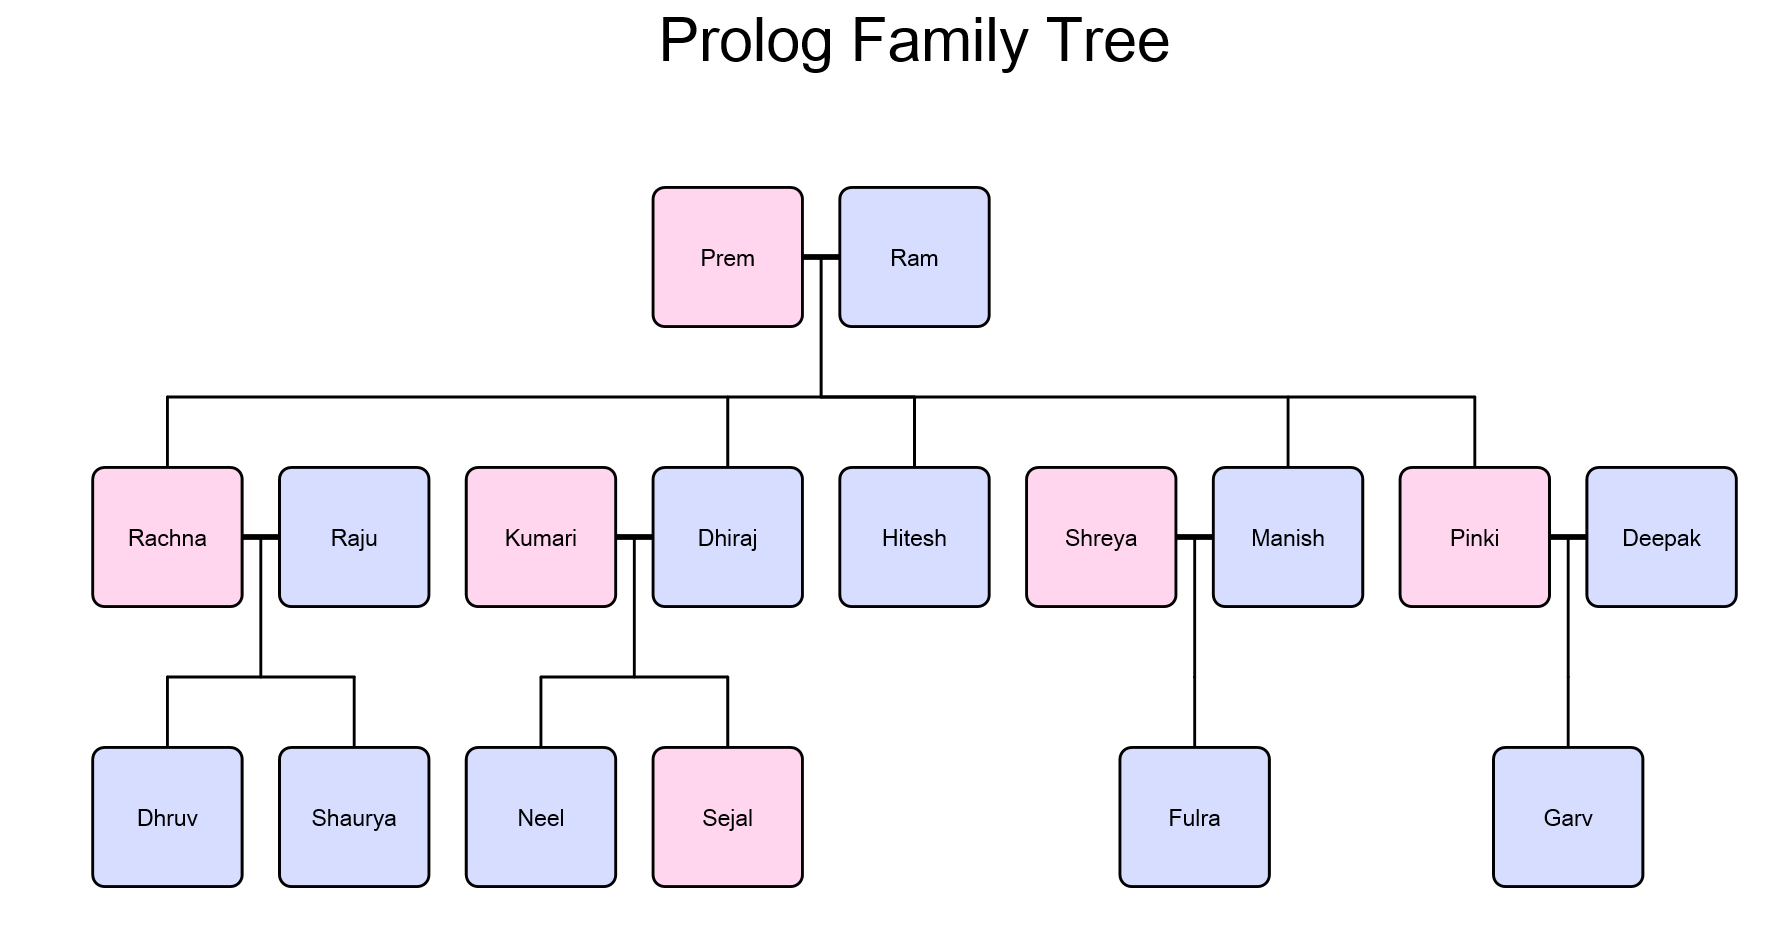 Prolog Family Tree
Prem
Ram
Rachna
Raju
Kumari
Dhiraj
Hitesh
Shreya
Manish
Pinki
Deepak
Dhruv
Shaurya
Neel
Sejal
Fulra
Garv